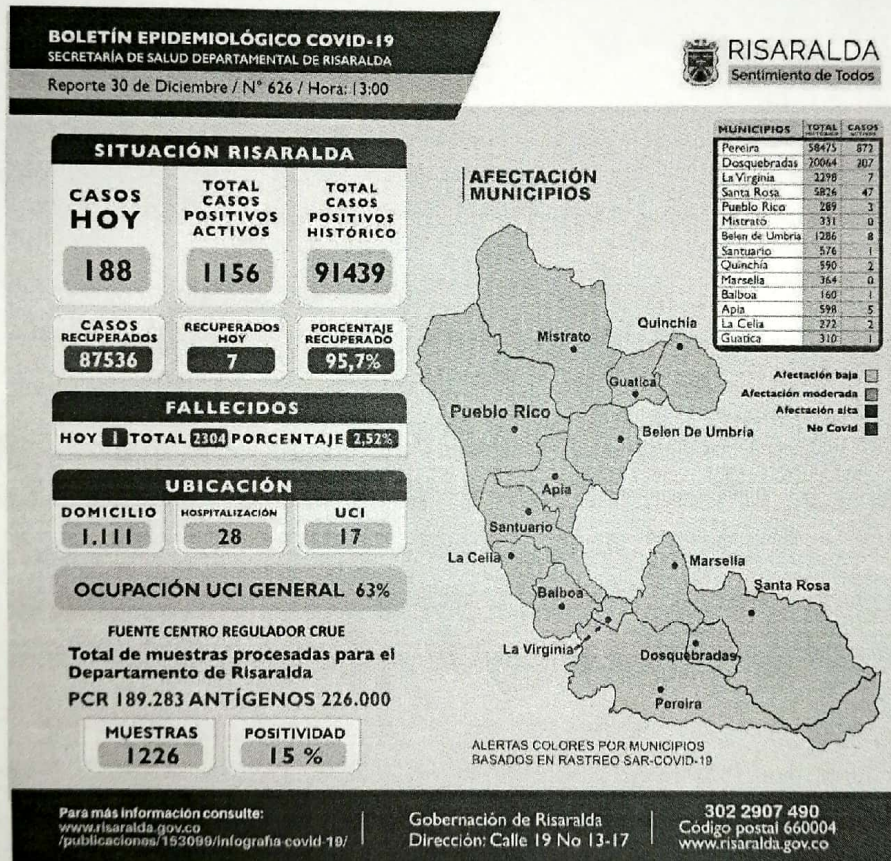 BOLETÍN EPIDEMIOLÓGICO COVID-19
SECRETARÍA DE SALUD DEPARTAMENTAL DE RISARALDA
Reporte 30 de Diciembre / N° 626 / Hora: 13:00
RISARALDA
Sentimiento de Todos
SITUACIÓN RISARALDA
CASOS
HOY
188
TOTAL
CASOS
POSITIVOS
ACTIVOS
1156
TOTAL
CASOS
POSITIVOS
HISTÓRICO
91439
CASOS
RECUPERADOS
87536
RECUPERADOS
HOY
7
PORCENTAJE
RECUPERADO
95,7%
FALLECIDOS
HOY 1 TOTAL 2304 PORCENTAJE 2,52%
UBICACIÓN
DOMICILIO
1.111
HOSPITALIZACIÓN
28
UCI
17
OCUPACIÓN UCI GENERAL 63%
FUENTE CENTRO REGULADOR CRUE
Total de muestras procesadas para el
Departamento de Risaralda
PCR 189.283 ANTÍGENOS 226.000
MUESTRAS
1226
POSITIVIDAD
15 %
AFECTACIÓN
MUNICIPIOS
MUNICIPIOS TOTAL CASOS
Pereira 58475 872
Dosquebradas 20064 207
La Virginia 2298 7
Santa Rosa 5826 47
Pueblo Rico 289 3
Mistrató 331 0
Belen de Umbria 1286 8
Santuario 576 1
Quinchía 590 2
Marsella 364 0
Balboa 160 1
Apia 598 5
La Celia 272 2
Guatica 310 1
Afectación baja
Afectación moderada
Afectación alta
No Covid
Mistrato
Quinchia
Guatica
Pueblo Rico
Belen De Umbria
Apia
Santuario
La Celia
Marsella
Santa Rosa
Balboa
La Virginia
Dosquebradas
Pereira
ALERTAS COLORES POR MUNICIPIOS
BASADOS EN RASTREO SAR-COVID-19
Para más información consulte:
www.risaralda.gov.co
/publicaciones/153099/infografia-covid-19/
Gobernación de Risaralda
Dirección: Calle 19 No 13-17
302 2907 490
Código postal 660004
www.risaralda.gov.co